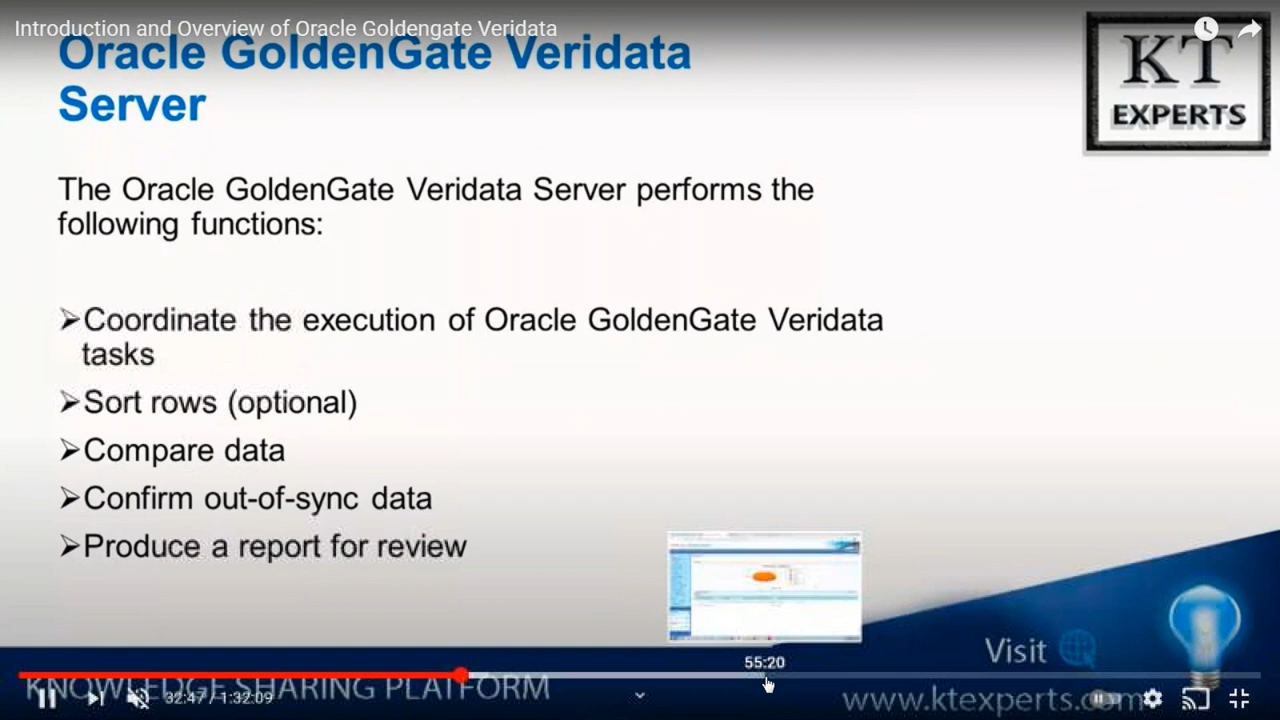 Introduction and Overview of Oracle Goldengate Veridata
Oracle GoldenGate Veridata
Server
KT
EXPERTS
The Oracle GoldenGate Veridata Server performs the
following functions:
➢Coordinate the execution of Oracle GoldenGate Veridata
tasks
➢Sort rows (optional)
➢Compare data
➢Confirm out-of-sync data
➢Produce a report for review
Visit
55:20
KNOWLEDGE SHARING PLATFORM
32:47 / 1:32:09
www.ktexperts.com